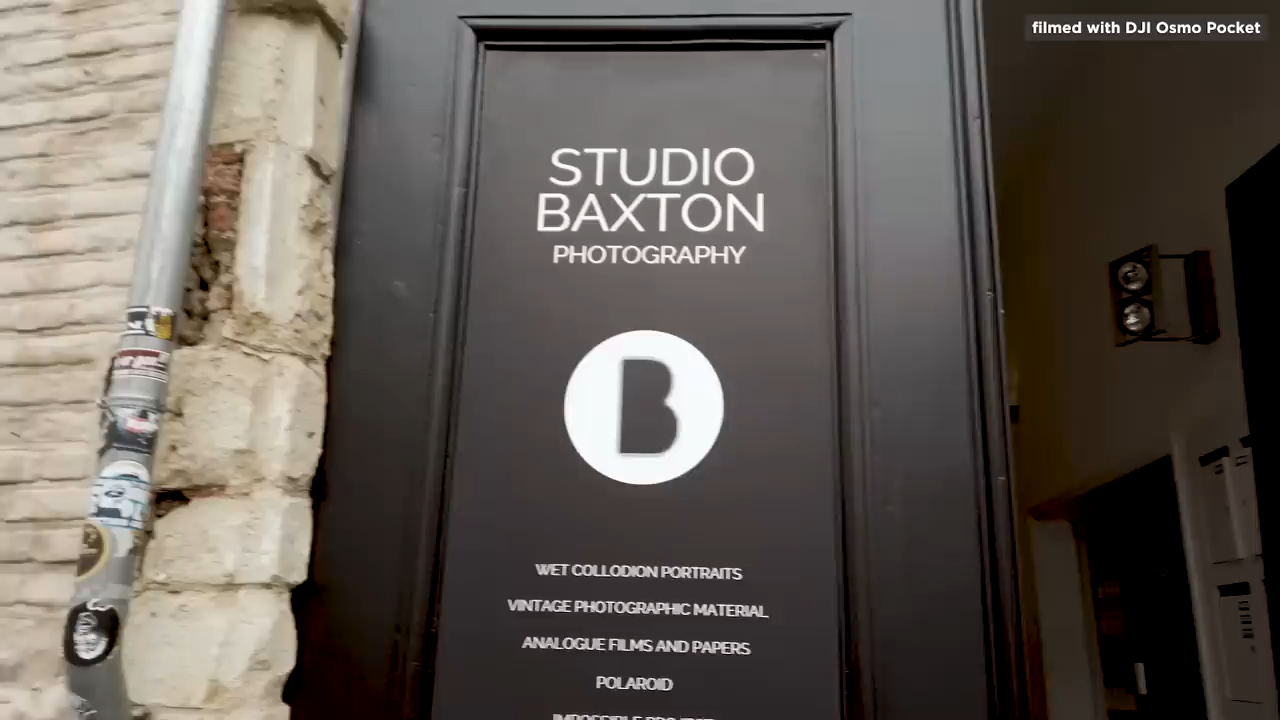 filmed with DJI Osmo Pocket
STUDIO
BAXTON
PHOTOGRAPHY
B
WET COLLODION PORTRAITS
VINTAGE PHOTOGRAPHIC MATERIAL
ANALOGUE FILMS AND PAPERS
POLAROID